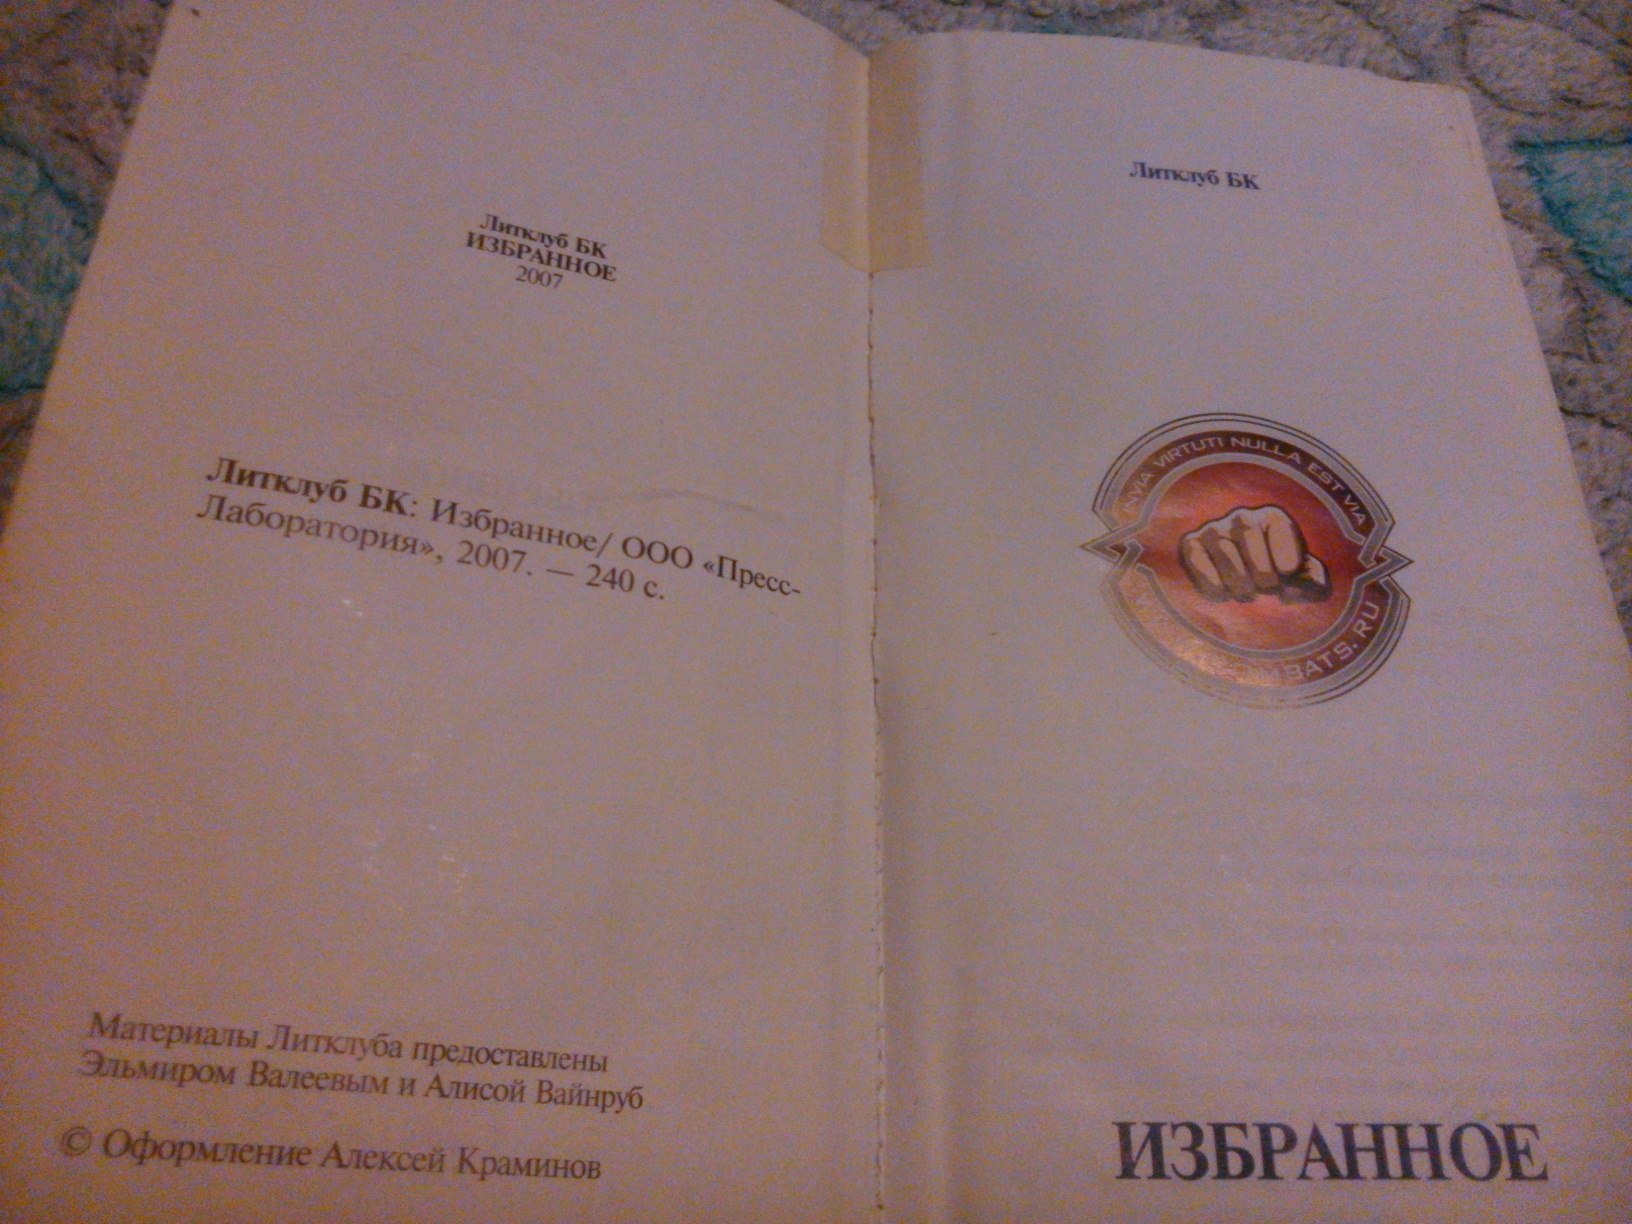 Литклуб БК
ИЗБРАННОЕ
2007
Литклуб БК: Избранное/ ООО «Пресс-
Лаборатория», 2007. — 240 с.
Материалы Литклуба предоставлены
Эльмиром Валеевым и Алисой Вайнруб
© Оформление Алексей Краминов
Литклуб БК
INVIA VIRTUTI NULLA EST VIA
ИЗБРАННОЕ